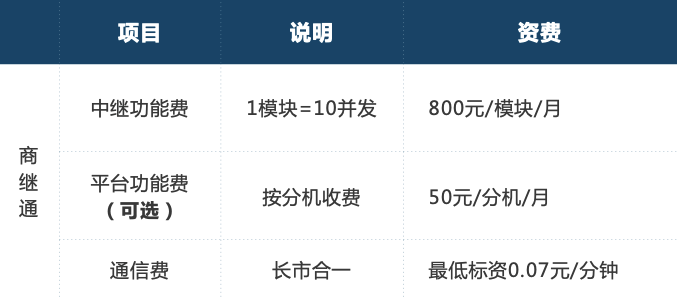 项目 说明 资费
商继通
中继功能费 1模块=10并发 800元/模块/月
平台功能费 按分机收费 50元/分机/月
（可选）
通信费 长市合一 最低标资0.07元/分钟